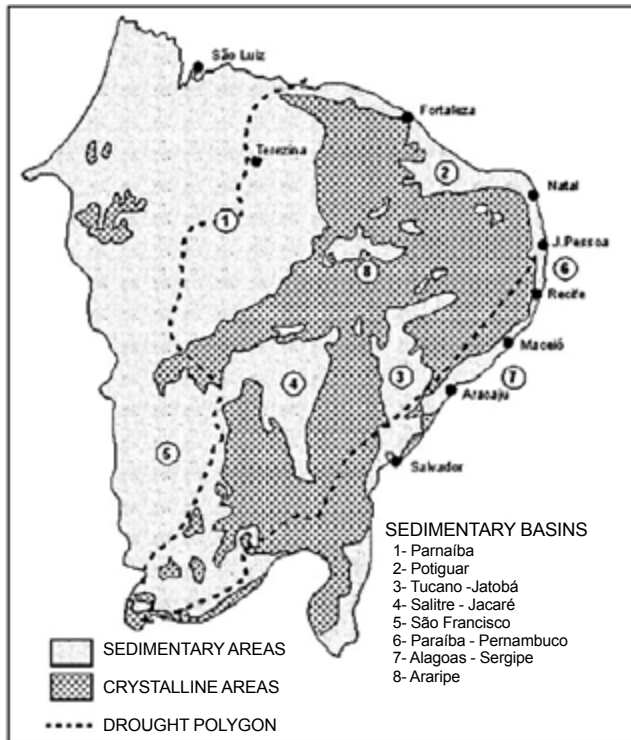 São Luiz
Fortaleza
Terezina
2
Natal
1
J.Pessoa
8
6
Recife
Maceió
4
3
7
Aracaju
5
Salvador
SEDIMENTARY BASINS
1- Parnaíba
2- Potiguar
3- Tucano -Jatobá
4- Salitre - Jacaré
5- São Francisco
6- Paraíba - Pernambuco
7- Alagoas - Sergipe
8- Araripe
SEDIMENTARY AREAS
CRYSTALLINE AREAS
DROUGHT POLYGON